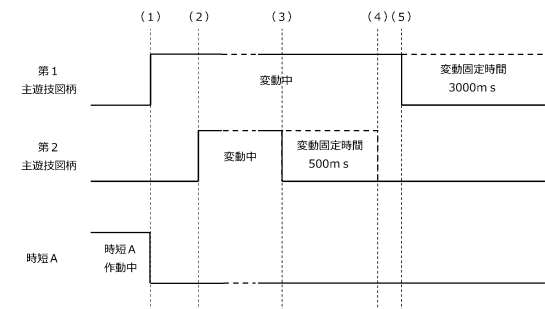 （1）
（2）
（3）
（4）
（5）
第１
主遊技図柄
変動中
変動固定時間
3000ｍｓ
第２
主遊技図柄
変動中
変動固定時間
500ｍｓ
時短Ａ
時短Ａ
作動中